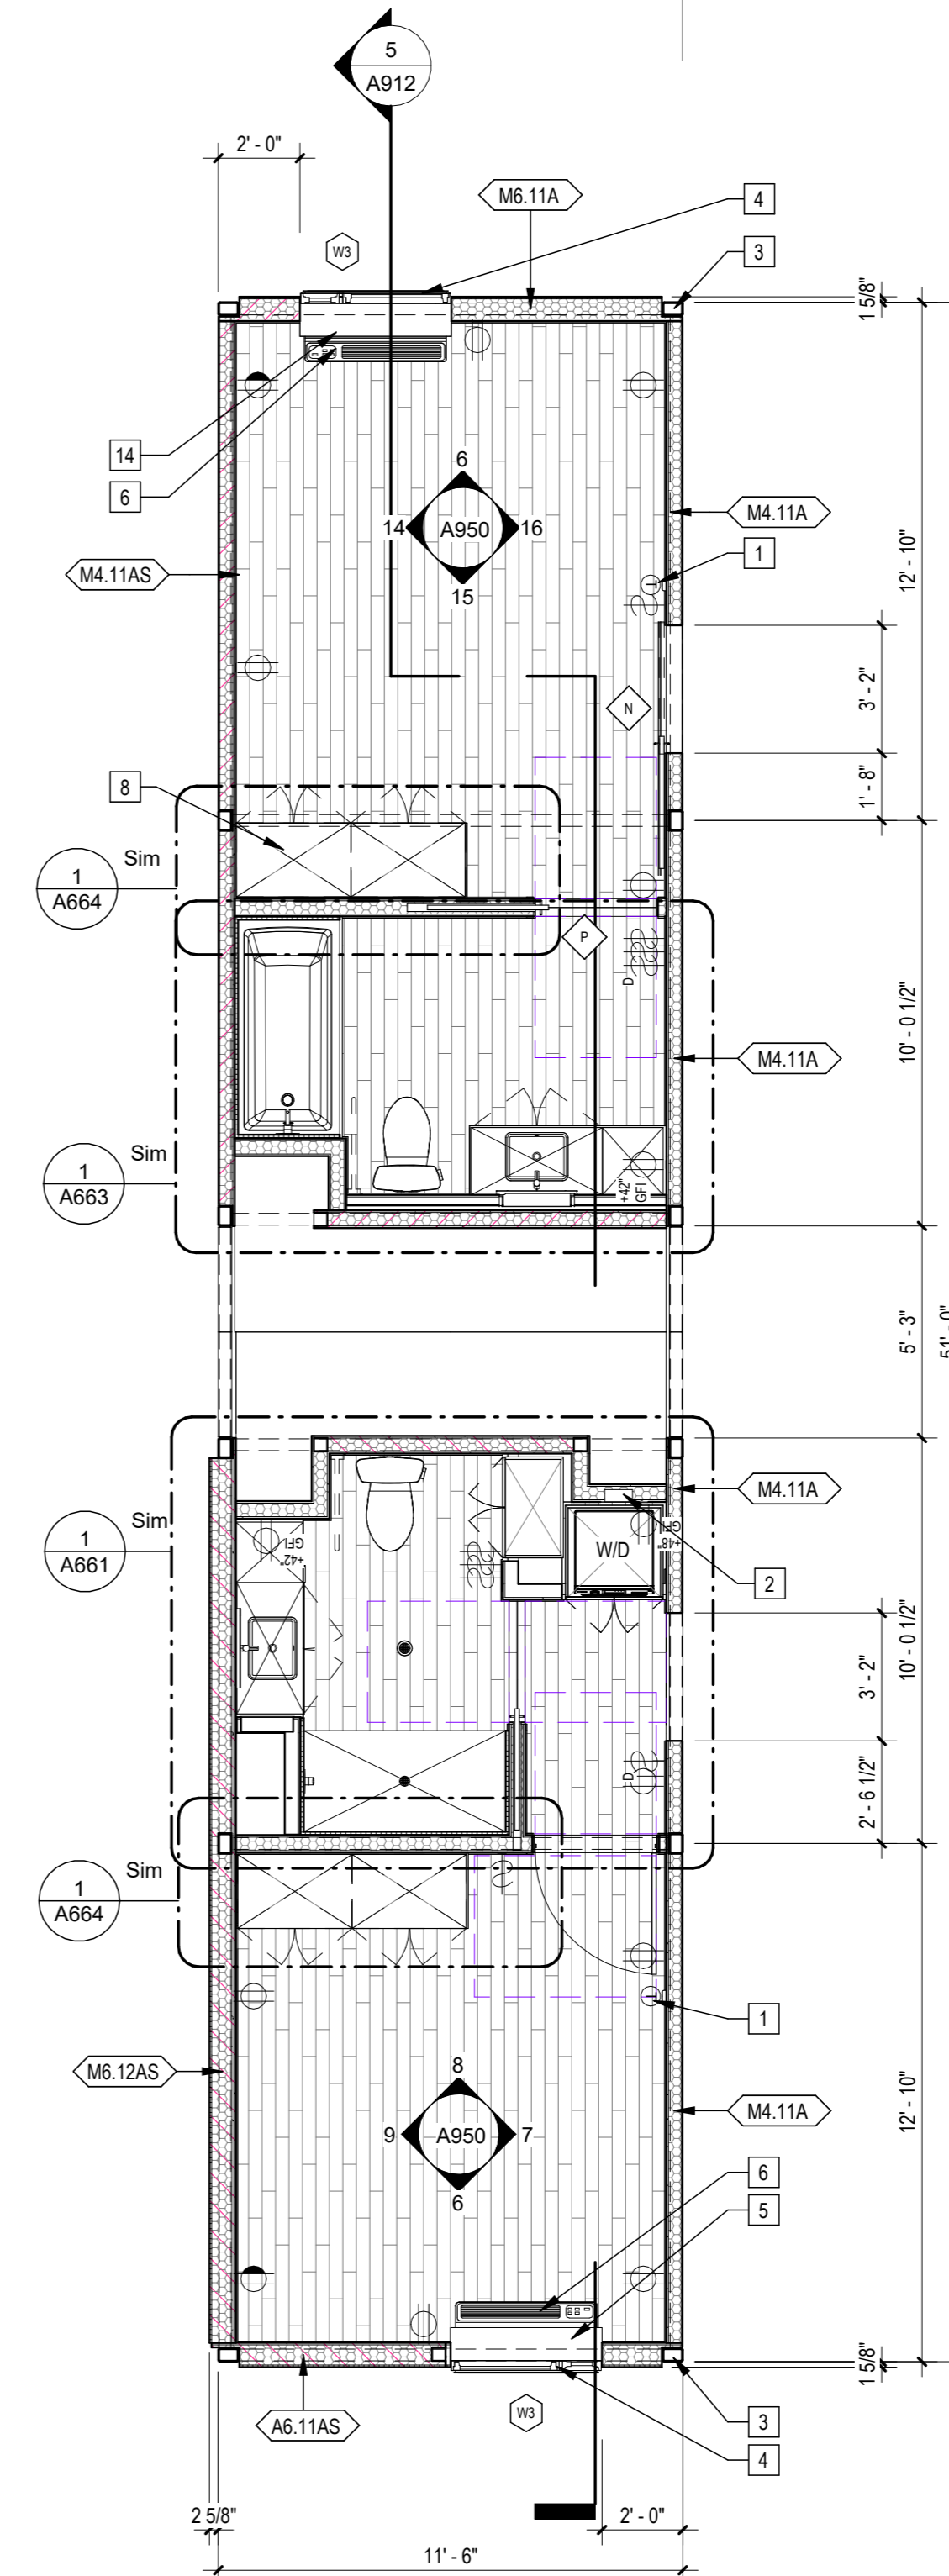 5
A912
2' - 0"
M6.11A
4
W3
3
1 5/8"
14
6
6
14
A950
16
15
M4.11A
1
M4.11AS
12' - 10"
3' - 2"
N
1' - 8"
8
Sim
1
A664
P
D
10' - 0 1/2"
M4.11A
Sim
1
A663
+42"
GFI
5' - 3"
51' - 0"
M4.11A
Sim
1
A661
GFI
+42"
W/D
GFI
+48"
2
3' - 2"
10' - 0 1/2"
D
2' - 6 1/2"
Sim
1
A664
1
M6.12AS
8
9
A950
7
6
M4.11A
12' - 10"
6
5
1 5/8"
A6.11AS
W3
3
4
2 5/8"
2' - 0"
11' - 6"